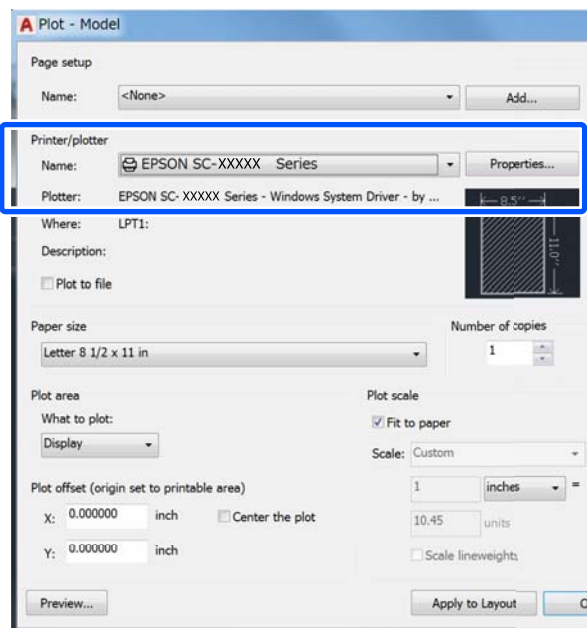 Plot - Model
Page setup
Name: <None> Add...
Printer/plotter
Name: EPSON SC-XXXXX Series Properties...
Plotter: EPSON SC- XXXXX Series - Windows System Driver - by ...
8.5''
Where: LPT1:
11.0''
Description:
Plot to file
Paper size Number of copies
Letter 8 1/2 x 11 in 1
Plot area Plot scale
What to plot: Fit to paper
Display Scale: Custom
Plot offset (origin set to printable area) 1 inches =
X: 0.000000 inch Center the plot 10.45 units
Y: 0.000000 inch Scale lineweights
Preview... Apply to Layout